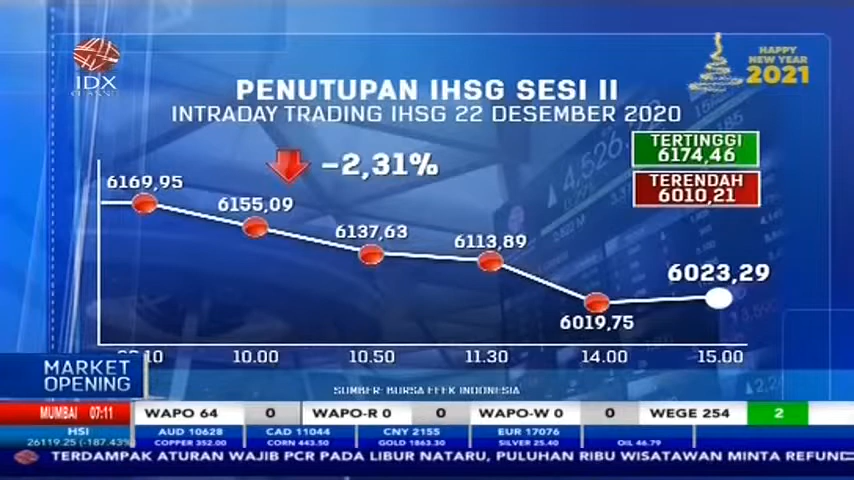 IDX
CHANNEL
HAPPY
NEW YEAR
2021
PENUTUPAN IHSG SESI II
INTRADAY TRADING IHSG 22 DESEMBER 2020
TERTINGGI
6174,46
TERENDAH
6010,21
-2,31%
6169,95
6155,09
6137,63
6113,89
6019,75
6023,29
10.00
10.50
11.30
14.00
15.00
MARKET
OPENING
SUMBER: BURSA EFEK INDONESIA
MUMBAI 07:11
WAPO 64 0 WAPO-R 0 0 WAPO-W 0 0 WEGE 254 2
HSI
26119.25 (-187.43%)
AUD 10628 CAD 11044 CNY 2155 EUR 17076
COPPER 352.00 CORN 443.50 GOLD 1863.30 SILVER 25.40 OIL 46.79
TERDAMPAK ATURAN WAJIB PCR PADA LIBUR NATARU, PULUHAN RIBU WISATAWAN MINTA REFUND